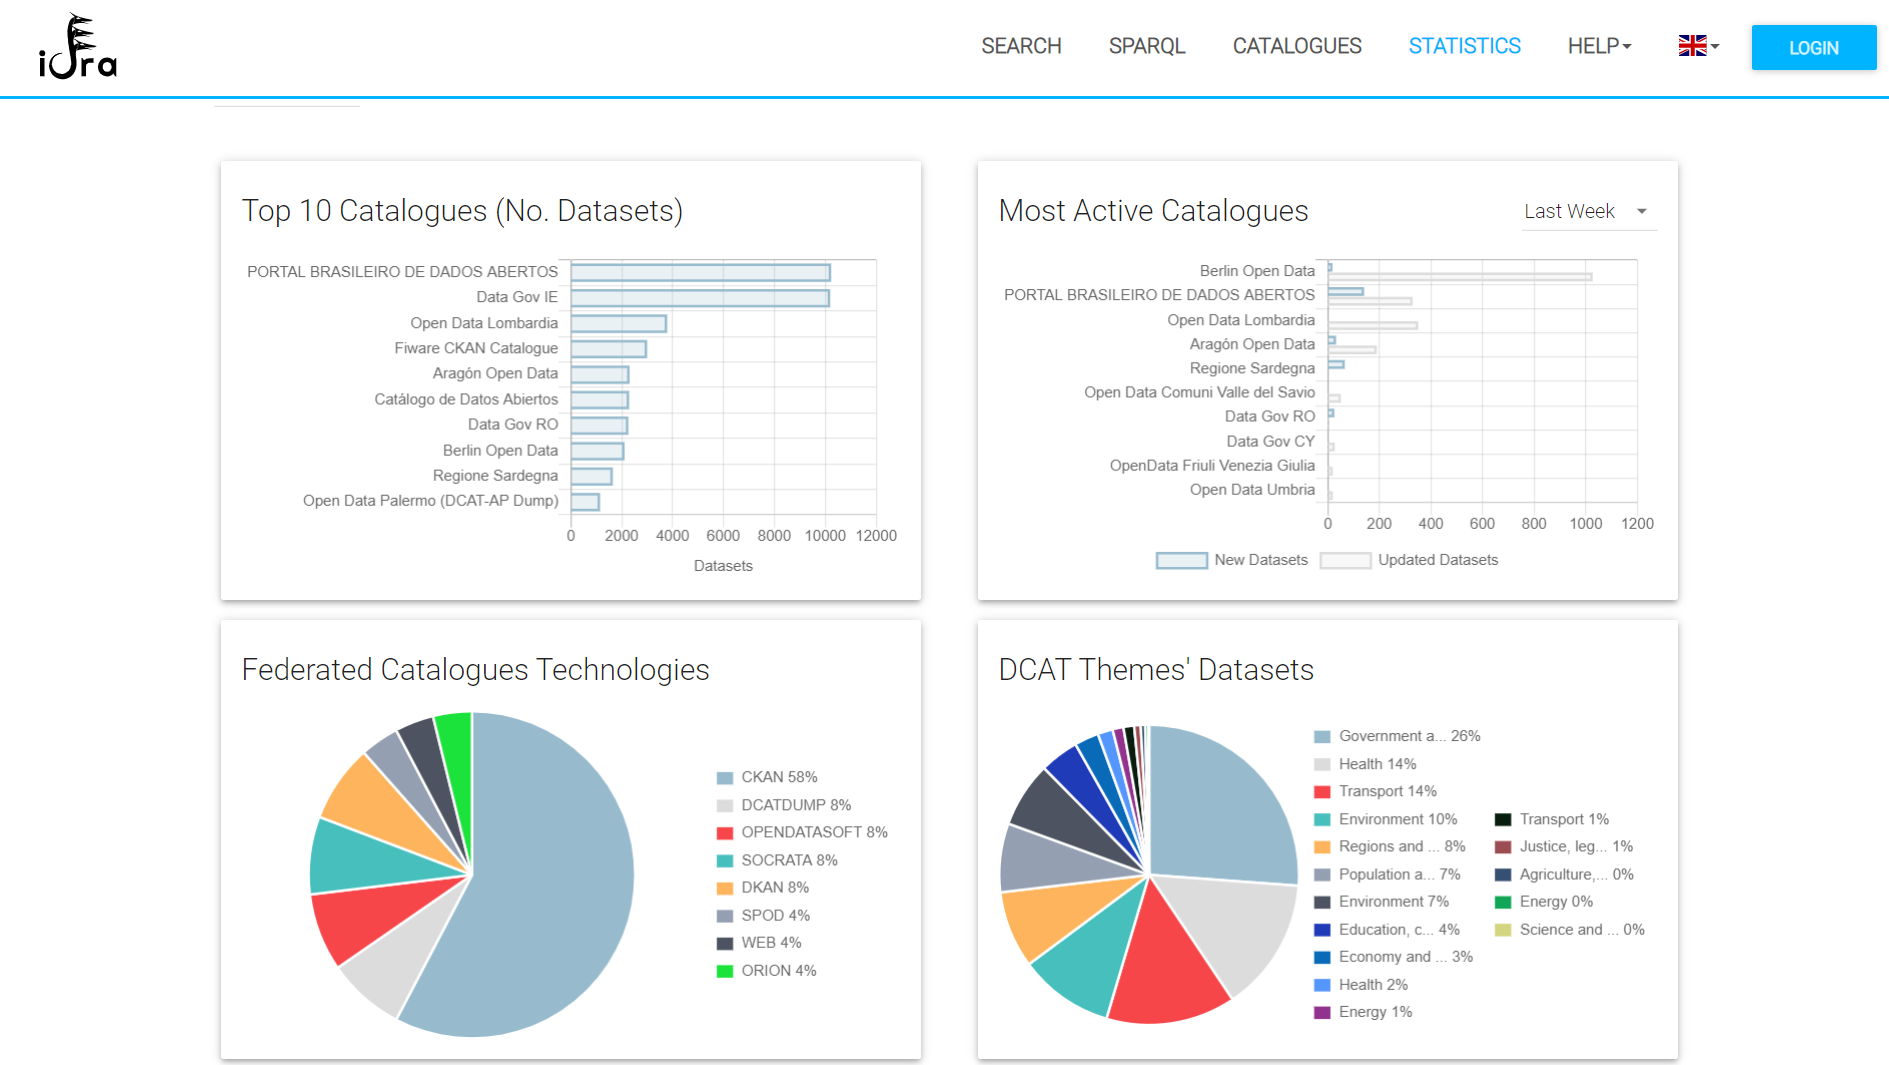 idra
SEARCH SPARQL CATALOGUES STATISTICS HELP LOGIN
Top 10 Catalogues (No. Datasets)
PORTAL BRASILEIRO DE DADOS ABERTOS
Data Gov IE
Open Data Lombardia
Fiware CKAN Catalogue
Aragón Open Data
Catálogo de Datos Abiertos
Data Gov RO
Berlin Open Data
Regione Sardegna
Open Data Palermo (DCAT-AP Dump)
0 2000 4000 6000 8000 10000 12000
Datasets
Most Active Catalogues
Last Week
Berlin Open Data
PORTAL BRASILEIRO DE DADOS ABERTOS
Open Data Lombardia
Aragón Open Data
Regione Sardegna
Open Data Comuni Valle del Savio
Data Gov RO
Data Gov CY
OpenData Friuli Venezia Giulia
Open Data Umbria
0 200 400 600 800 1000 1200
New Datasets Updated Datasets
Federated Catalogues Technologies
CKAN 58%
DCATDUMP 8%
OPENDATASOFT 8%
SOCRATA 8%
DKAN 8%
SPOD 4%
WEB 4%
ORION 4%
DCAT Themes' Datasets
Government a... 26%
Health 14%
Transport 14%
Environment 10%
Regions and ... 8%
Population a... 7%
Environment 7%
Education, c... 4%
Economy and ... 3%
Health 2%
Energy 1%
Transport 1%
Justice, leg... 1%
Agriculture,... 0%
Energy 0%
Science and ... 0%